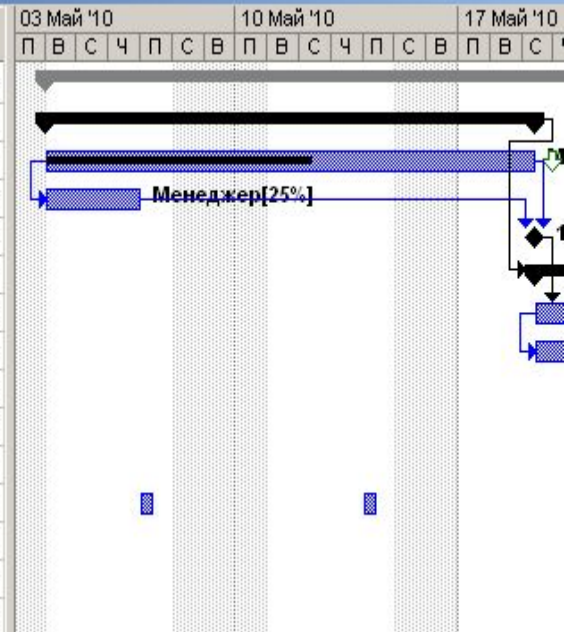 03 Май '10 10 Май '10 17 Май '10
П В С Ч П С В П В С Ч П С В П В С
Менеджер[25%]